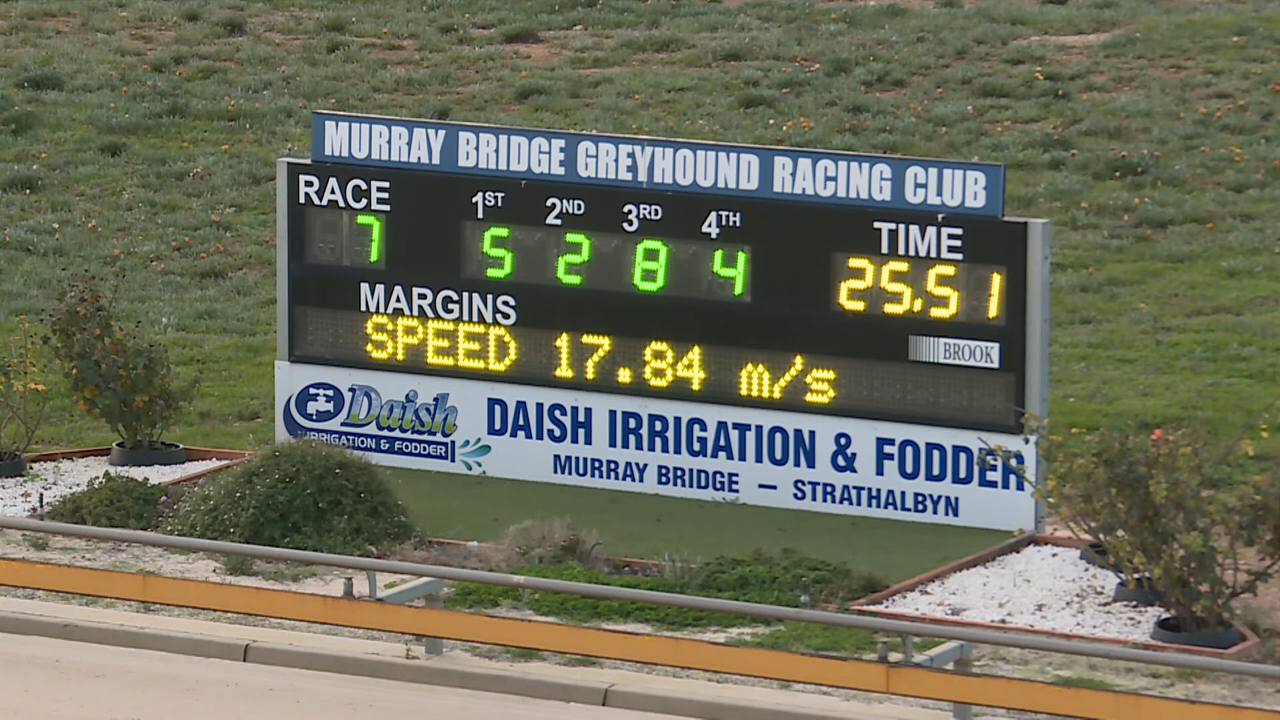 MURRAY BRIDGE GREYHOUND RACING CLUB
RACE 1ST 2ND 3RD 4TH TIME
7 5 2 8 4 25.51
MARGINS
BROOK
SPEED 17.84 m/s
Daish
IRRIGATION & FODDER
DAISH IRRIGATION & FODDER
MURRAY BRIDGE – STRATHALBYN